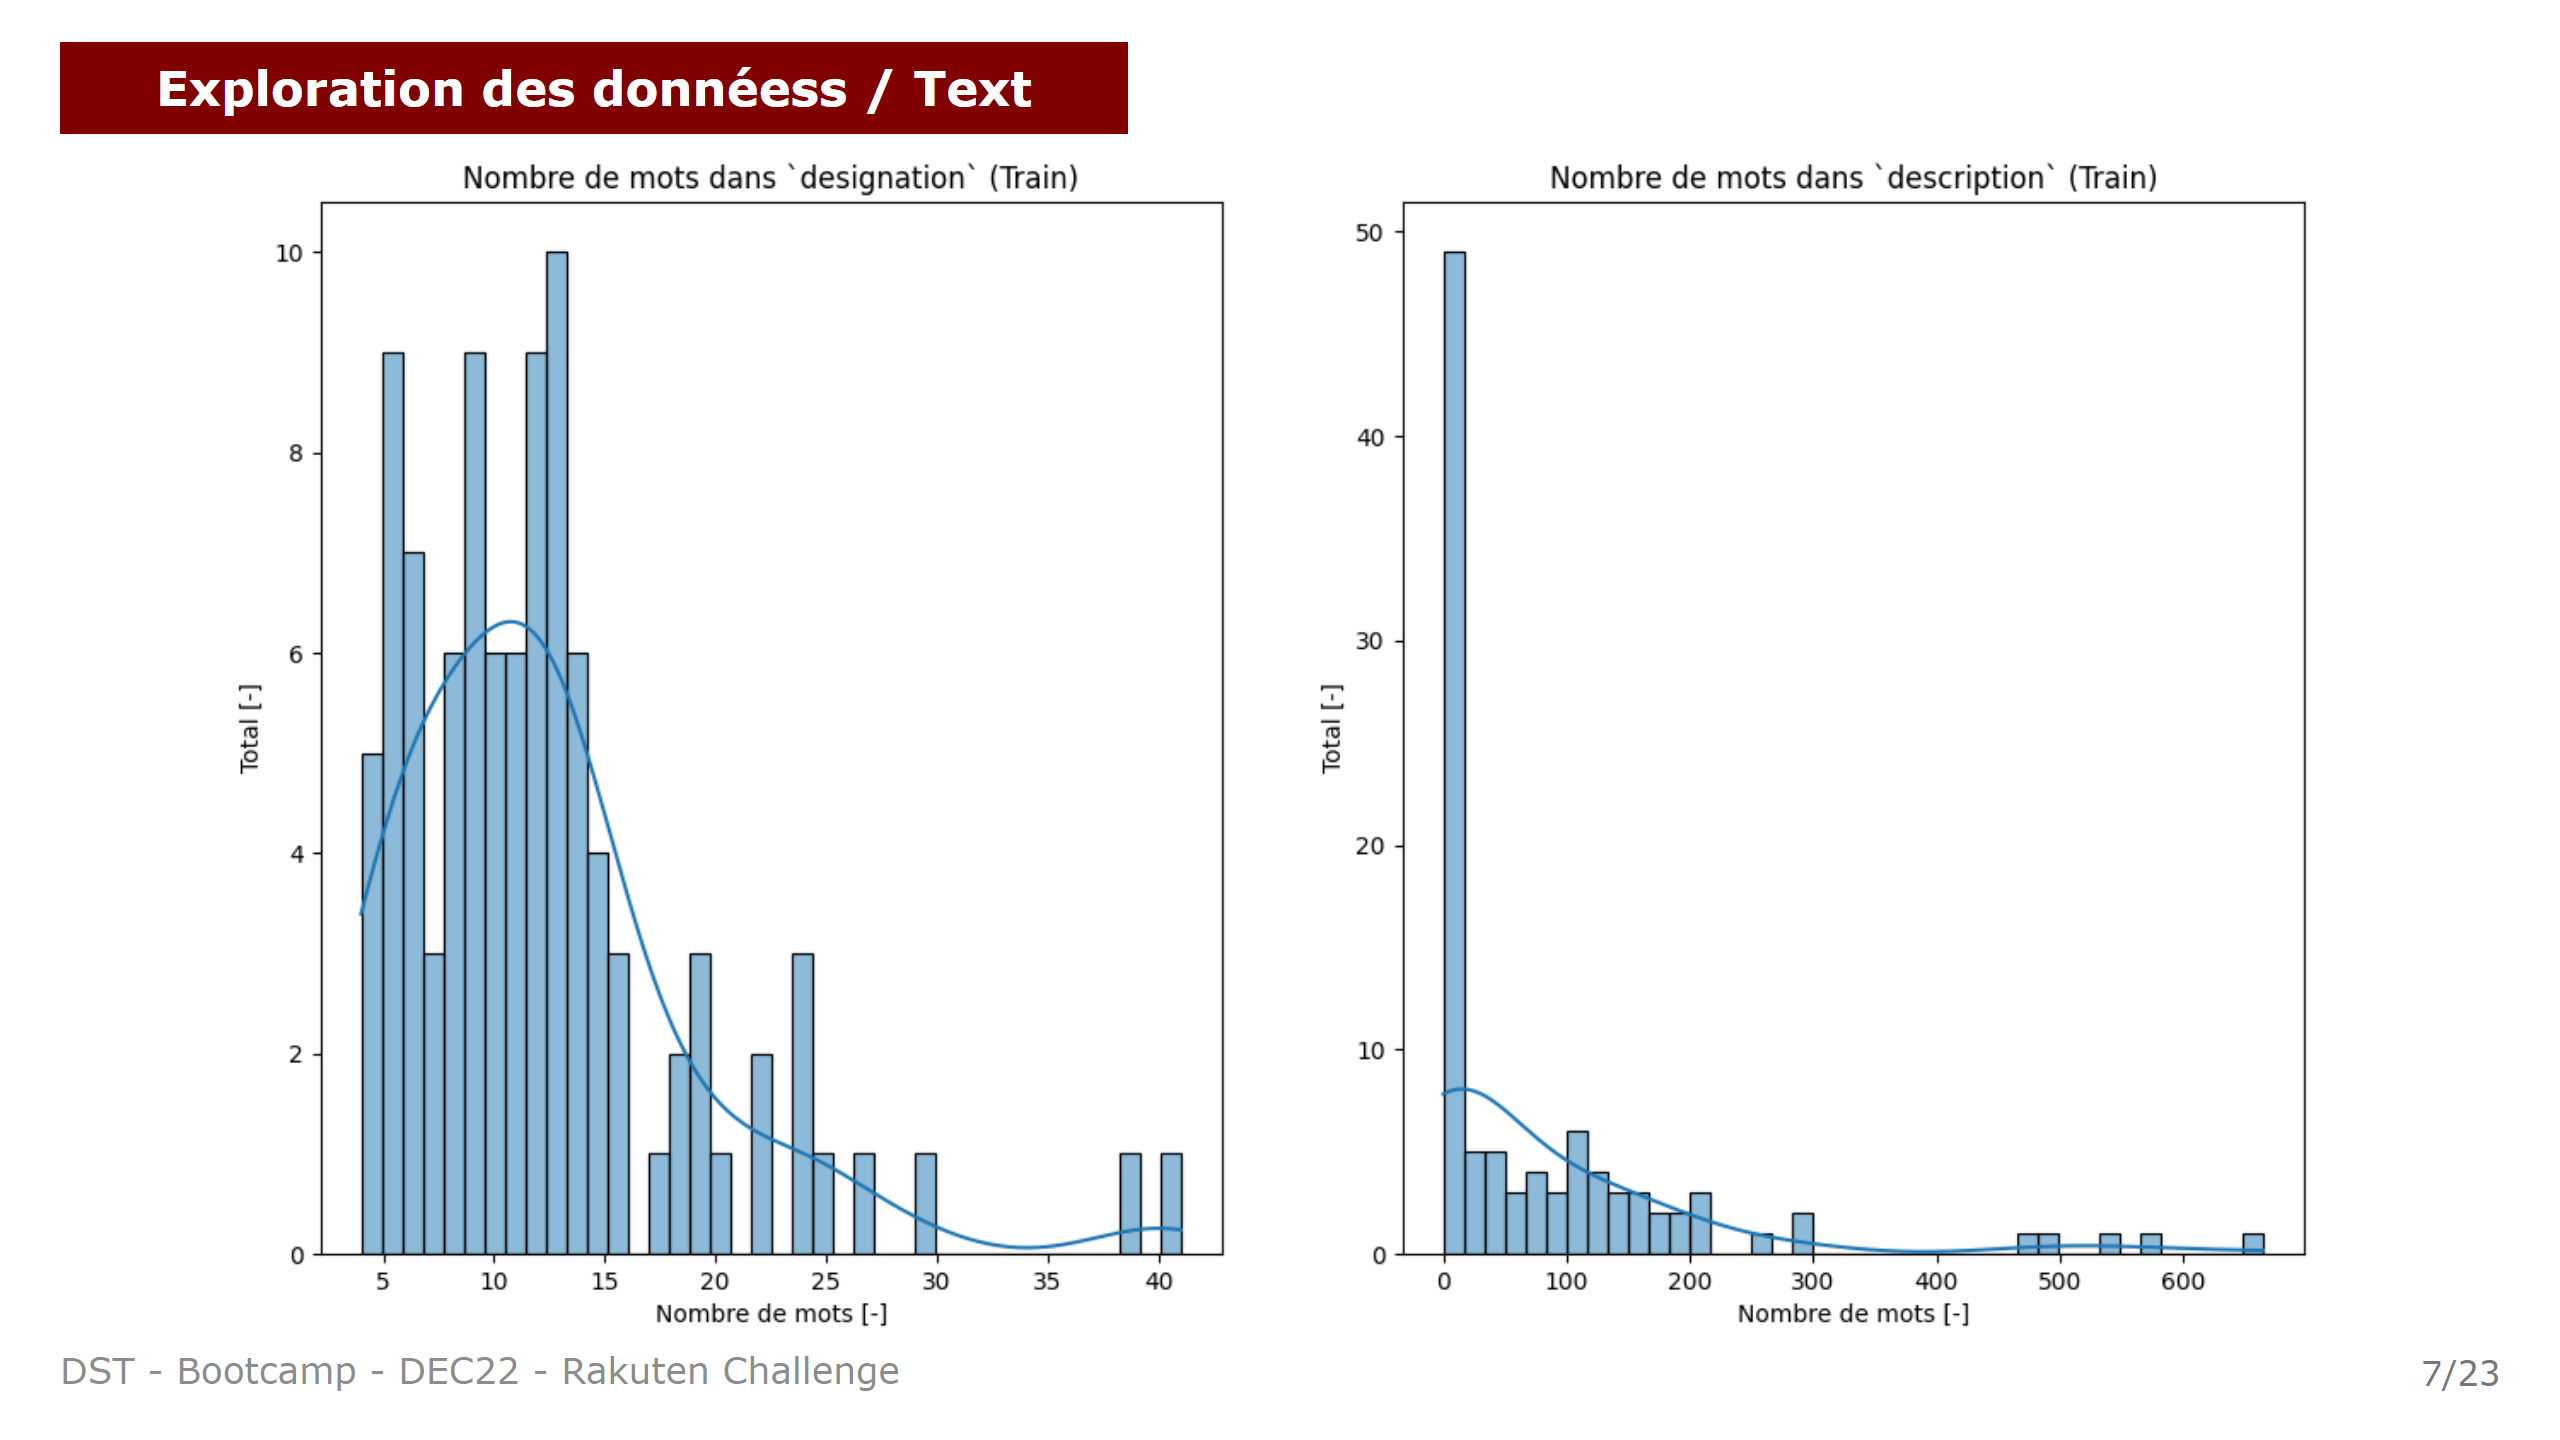 Exploration des donnéess / Text
Nombre de mots dans `designation` (Train)
10
8
6
4
2
0
Total [-]
5 10 15 20 25 30 35 40
Nombre de mots [-]
Nombre de mots dans `description` (Train)
50
40
30
20
10
0
Total [-]
0 100 200 300 400 500 600
Nombre de mots [-]
DST - Bootcamp - DEC22 - Rakuten Challenge
7/23